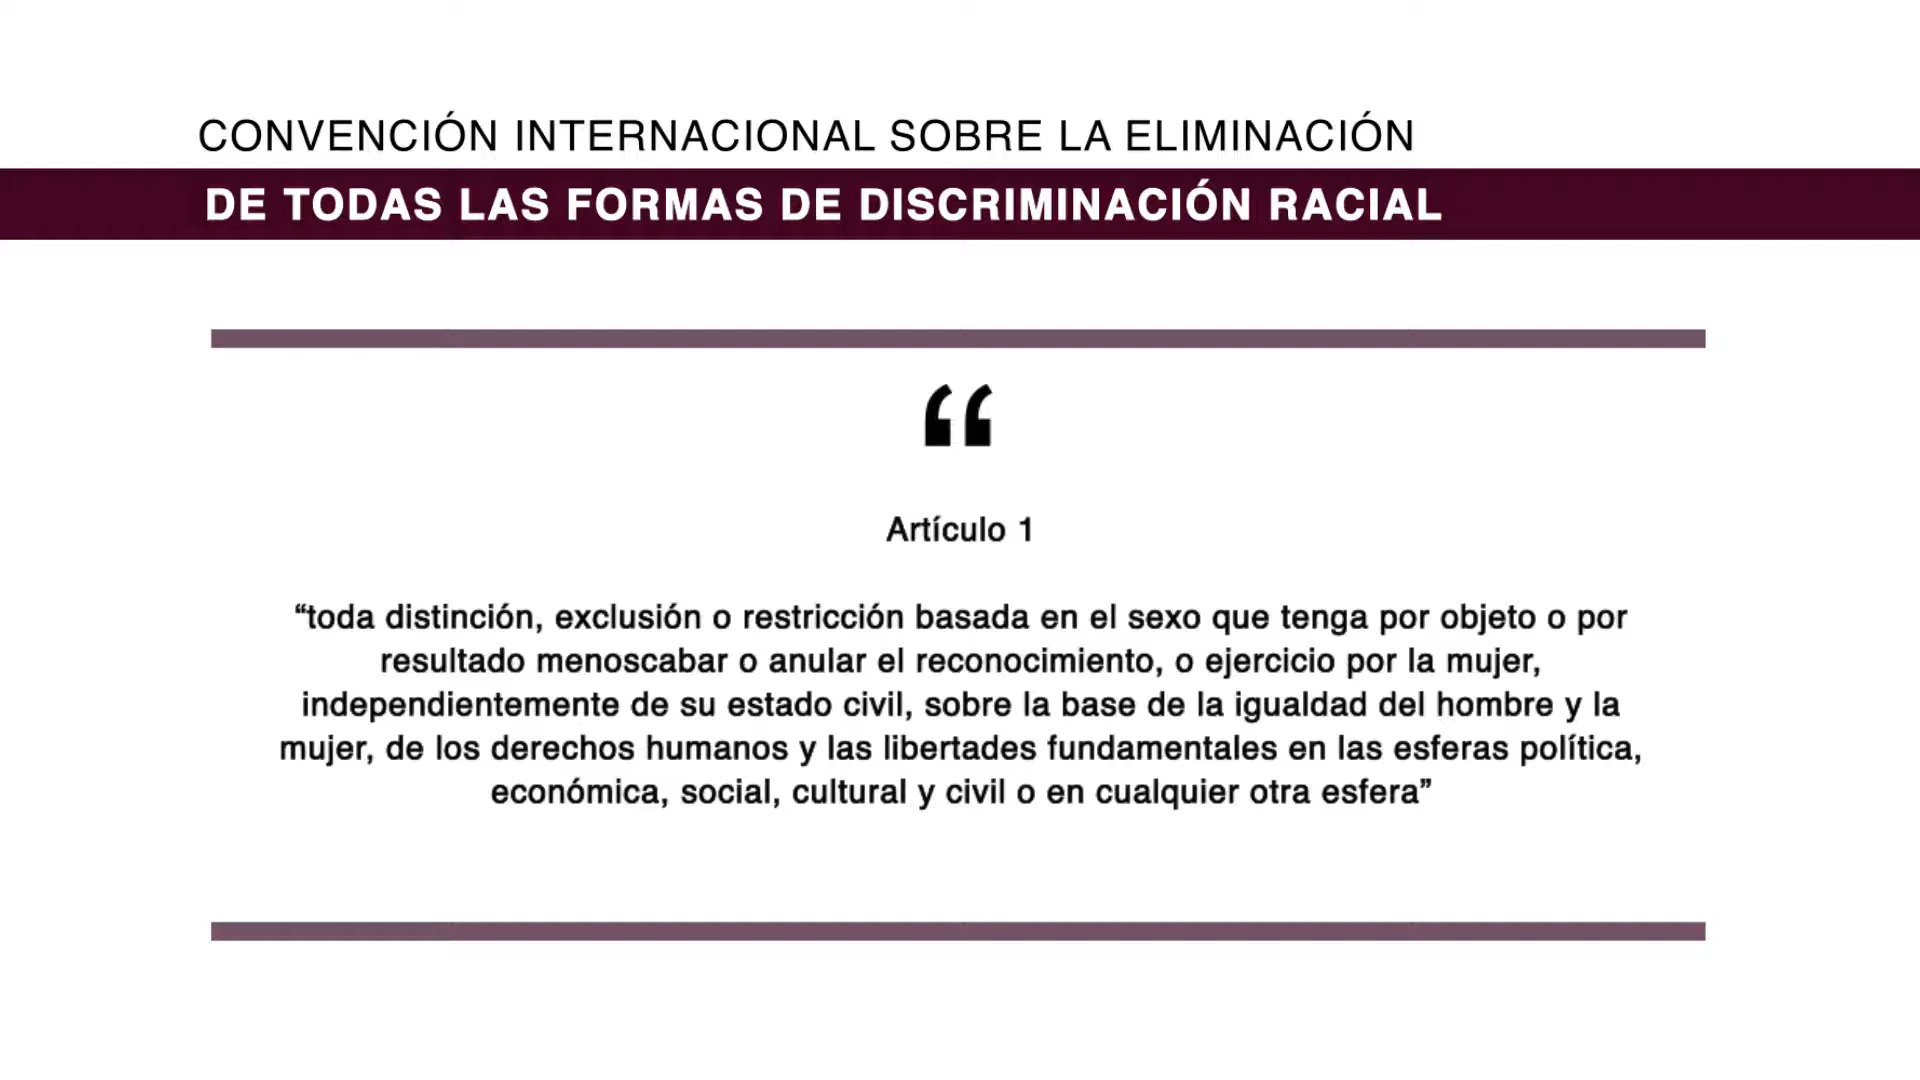 CONVENCIÓN INTERNACIONAL SOBRE LA ELIMINACIÓN
DE TODAS LAS FORMAS DE DISCRIMINACIÓN RACIAL
“
Artículo 1
“toda distinción, exclusión o restricción basada en el sexo que tenga por objeto o por
resultado menoscabar o anular el reconocimiento, o ejercicio por la mujer,
independientemente de su estado civil, sobre la base de la igualdad del hombre y la
mujer, de los derechos humanos y las libertades fundamentales en las esferas política,
económica, social, cultural y civil o en cualquier otra esfera”